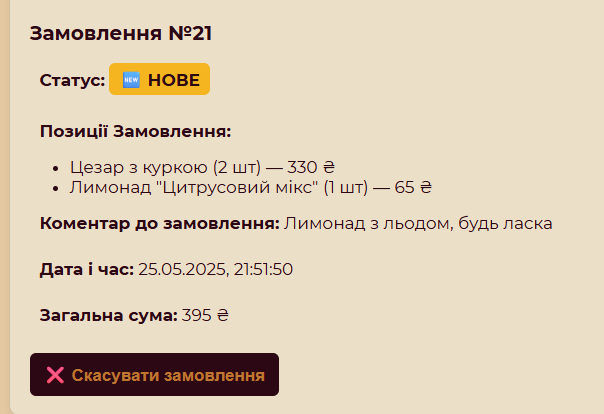 Замовлення №21
Статус: 🆕 НОВЕ
Позиції Замовлення:
• Цезар з куркою (2 шт) — 330 ₴
• Лимонад "Цитрусовий мікс" (1 шт) — 65 ₴
Коментар до замовлення: Лимонад з льодом, будь ласка
Дата і час: 25.05.2025, 21:51:50
Загальна сума: 395 ₴
❌ Скасувати замовлення